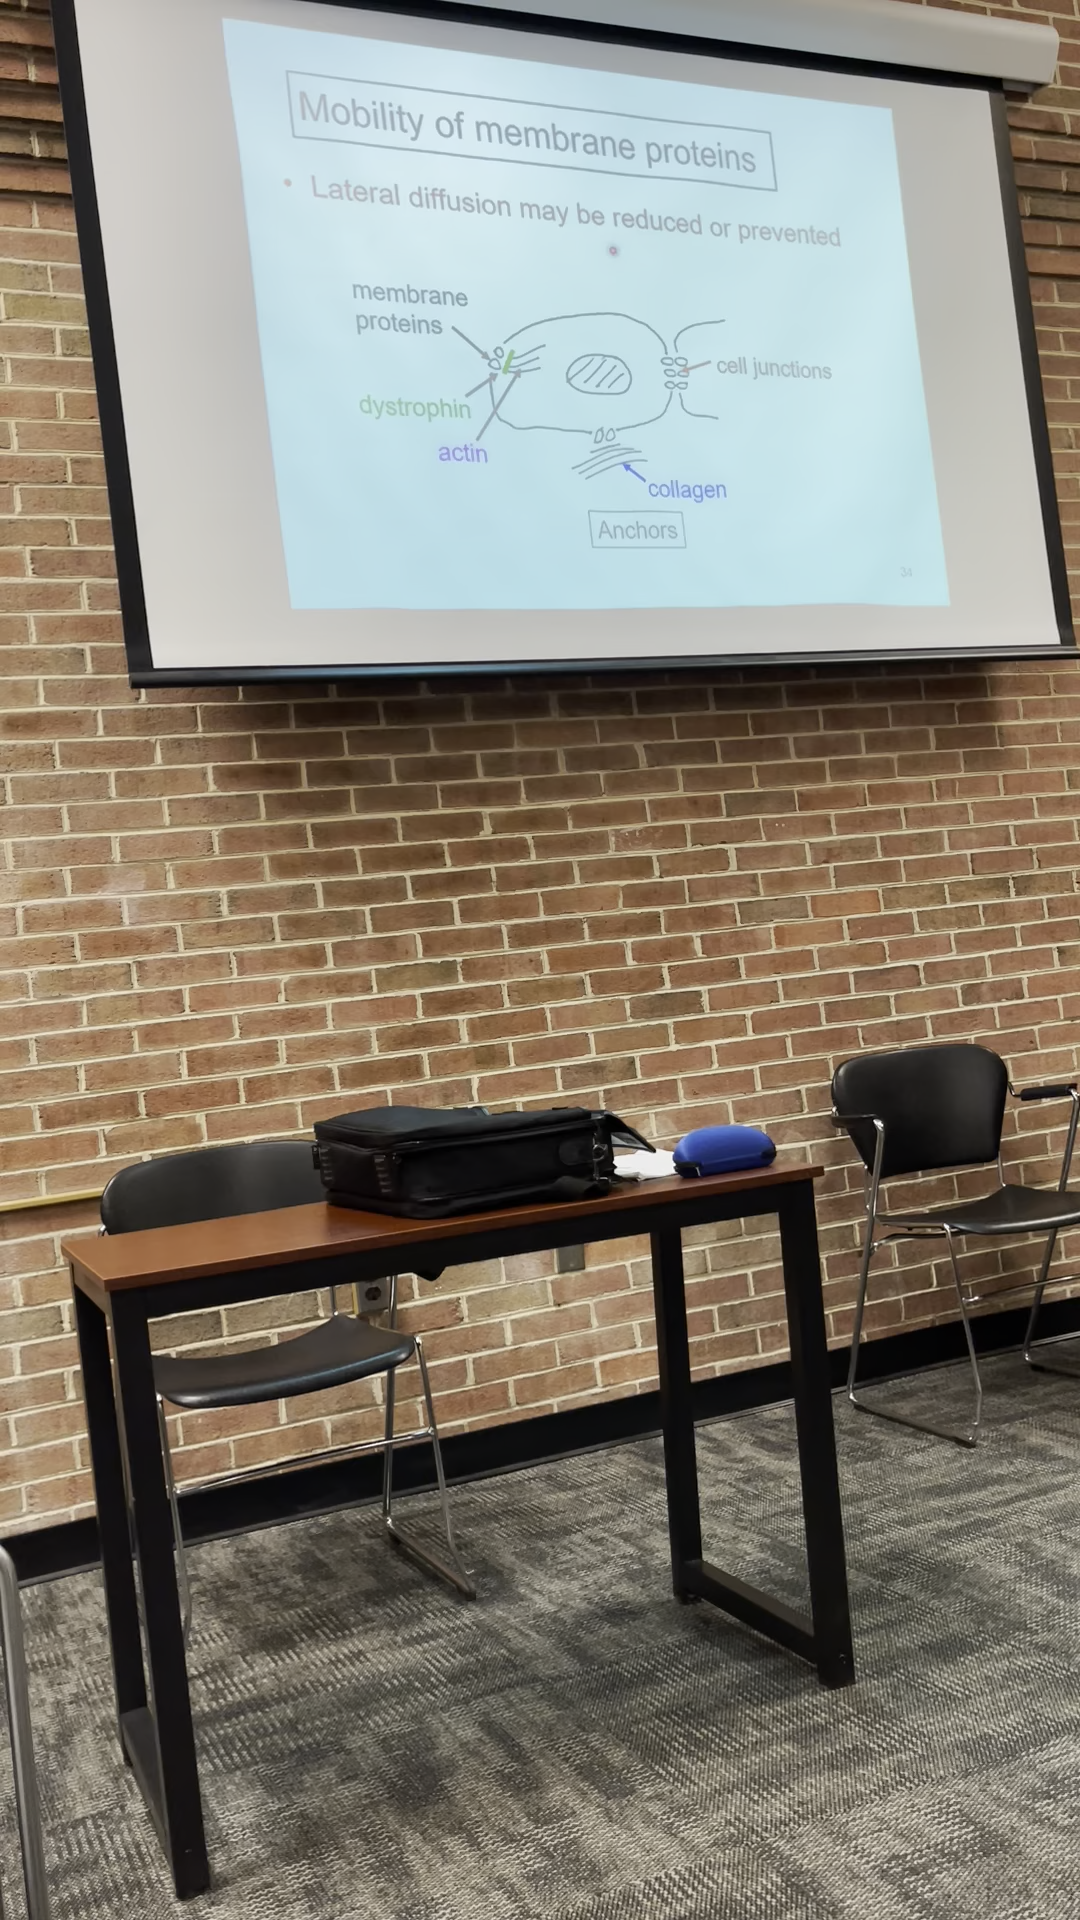 Mobility of membrane proteins
• Lateral diffusion may be reduced or prevented
membrane
proteins
cell junctions
dystrophin
actin
collagen
Anchors
34